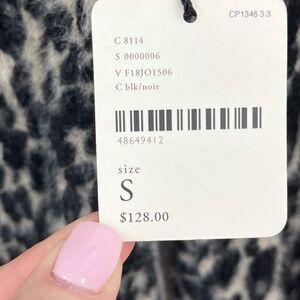 CP1346 3 3
C 8114
S 0000006
V F18JO1506
C blk/noir
48649412
size
S
$128.00